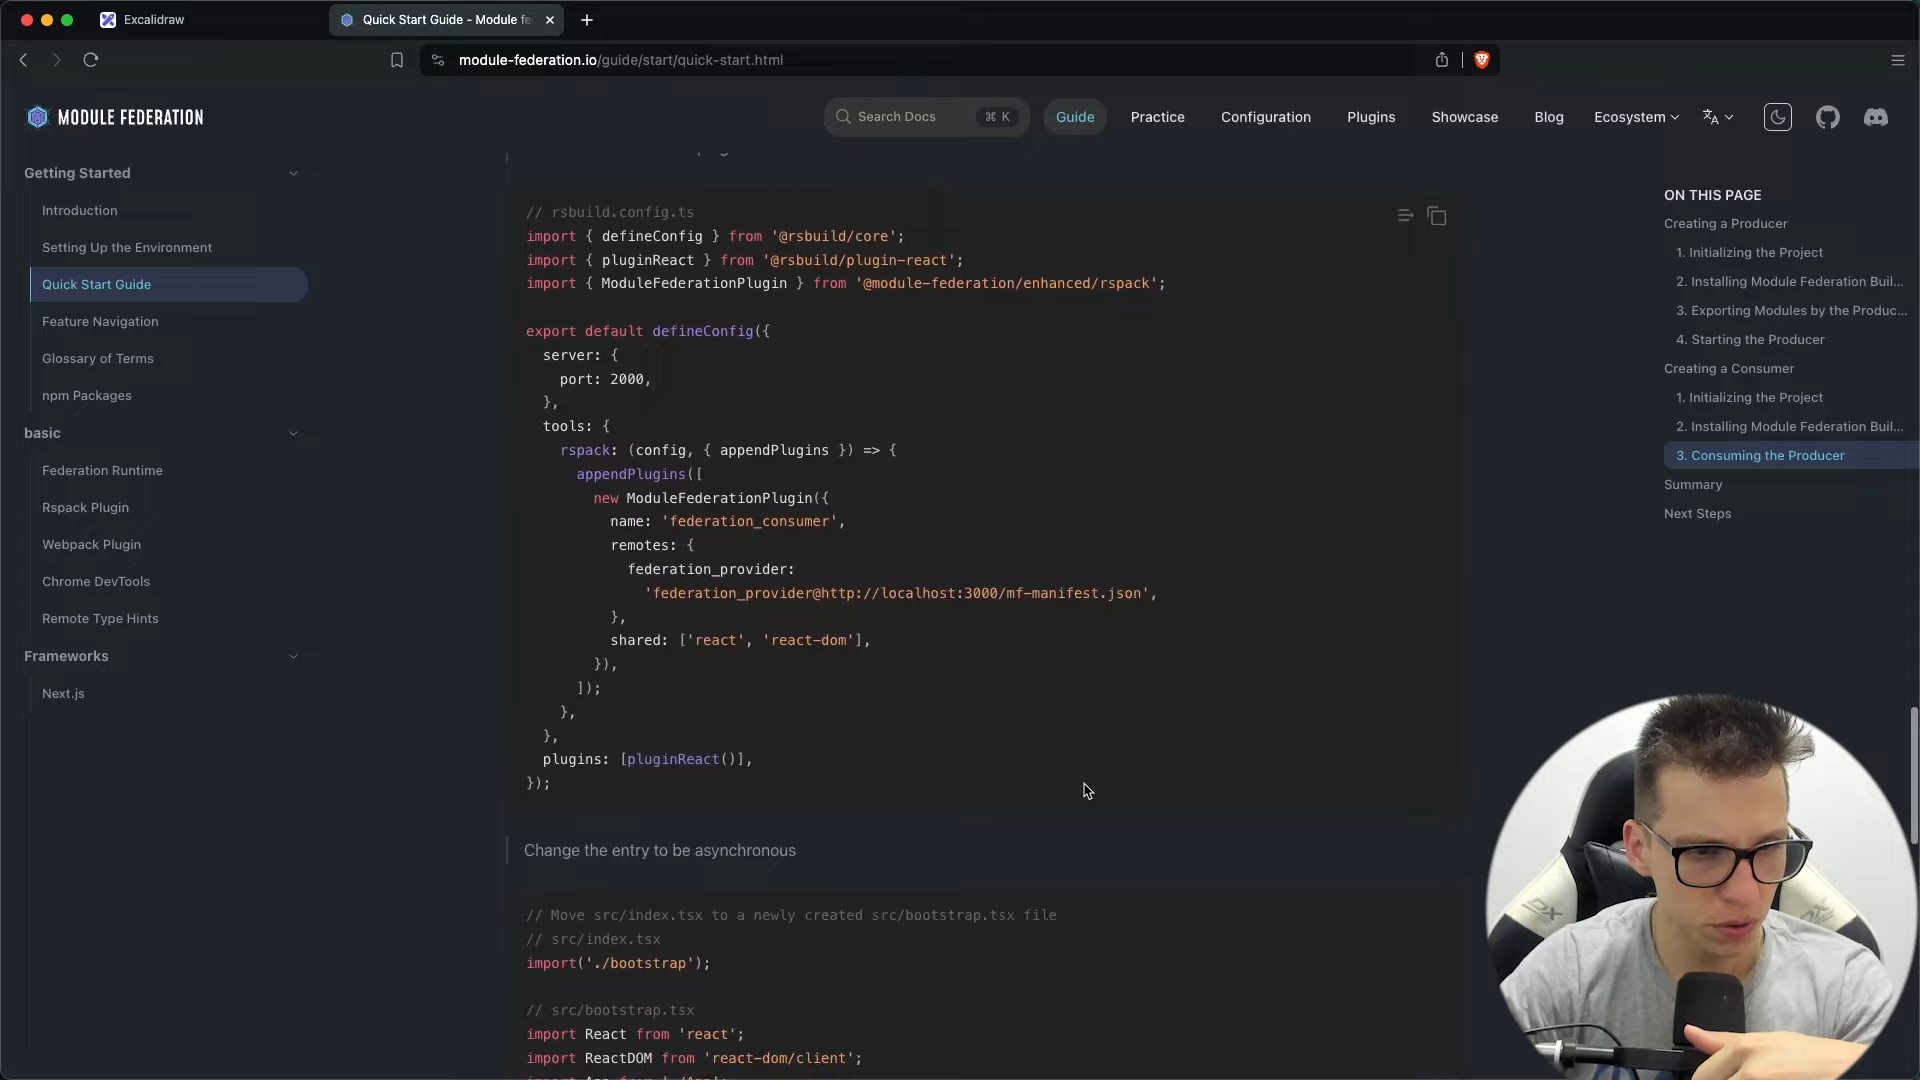 Excalidraw
Quick Start Guide - Module fe
module-federation.io/guide/start/quick-start.html
MODULE FEDERATION
Search Docs
⌘ K
Guide
Practice
Configuration
Plugins
Showcase
Blog
Ecosystem
Getting Started
Introduction
Setting Up the Environment
Quick Start Guide
Feature Navigation
Glossary of Terms
npm Packages
basic
Federation Runtime
Rspack Plugin
Webpack Plugin
Chrome DevTools
Remote Type Hints
Frameworks
Next.js
// rsbuild.config.ts
import { defineConfig } from '@rsbuild/core';
import { pluginReact } from '@rsbuild/plugin-react';
import { ModuleFederationPlugin } from '@module-federation/enhanced/rspack';
export default defineConfig({
server: {
port: 2000,
},
tools: {
rspack: (config, { appendPlugins }) => {
appendPlugins([
new ModuleFederationPlugin({
name: 'federation_consumer',
remotes: {
federation_provider:
'federation_provider@http://localhost:3000/mf-manifest.json',
},
shared: ['react', 'react-dom'],
}),
]);
},
},
plugins: [pluginReact()],
});
Change the entry to be asynchronous
// Move src/index.tsx to a newly created src/bootstrap.tsx file
// src/index.tsx
import('./bootstrap');
// src/bootstrap.tsx
import React from 'react';
import ReactDOM from 'react-dom/client';
ON THIS PAGE
Creating a Producer
1. Initializing the Project
2. Installing Module Federation Buil...
3. Exporting Modules by the Produc...
4. Starting the Producer
Creating a Consumer
1. Initializing the Project
2. Installing Module Federation Buil...
3. Consuming the Producer
Summary
Next Steps